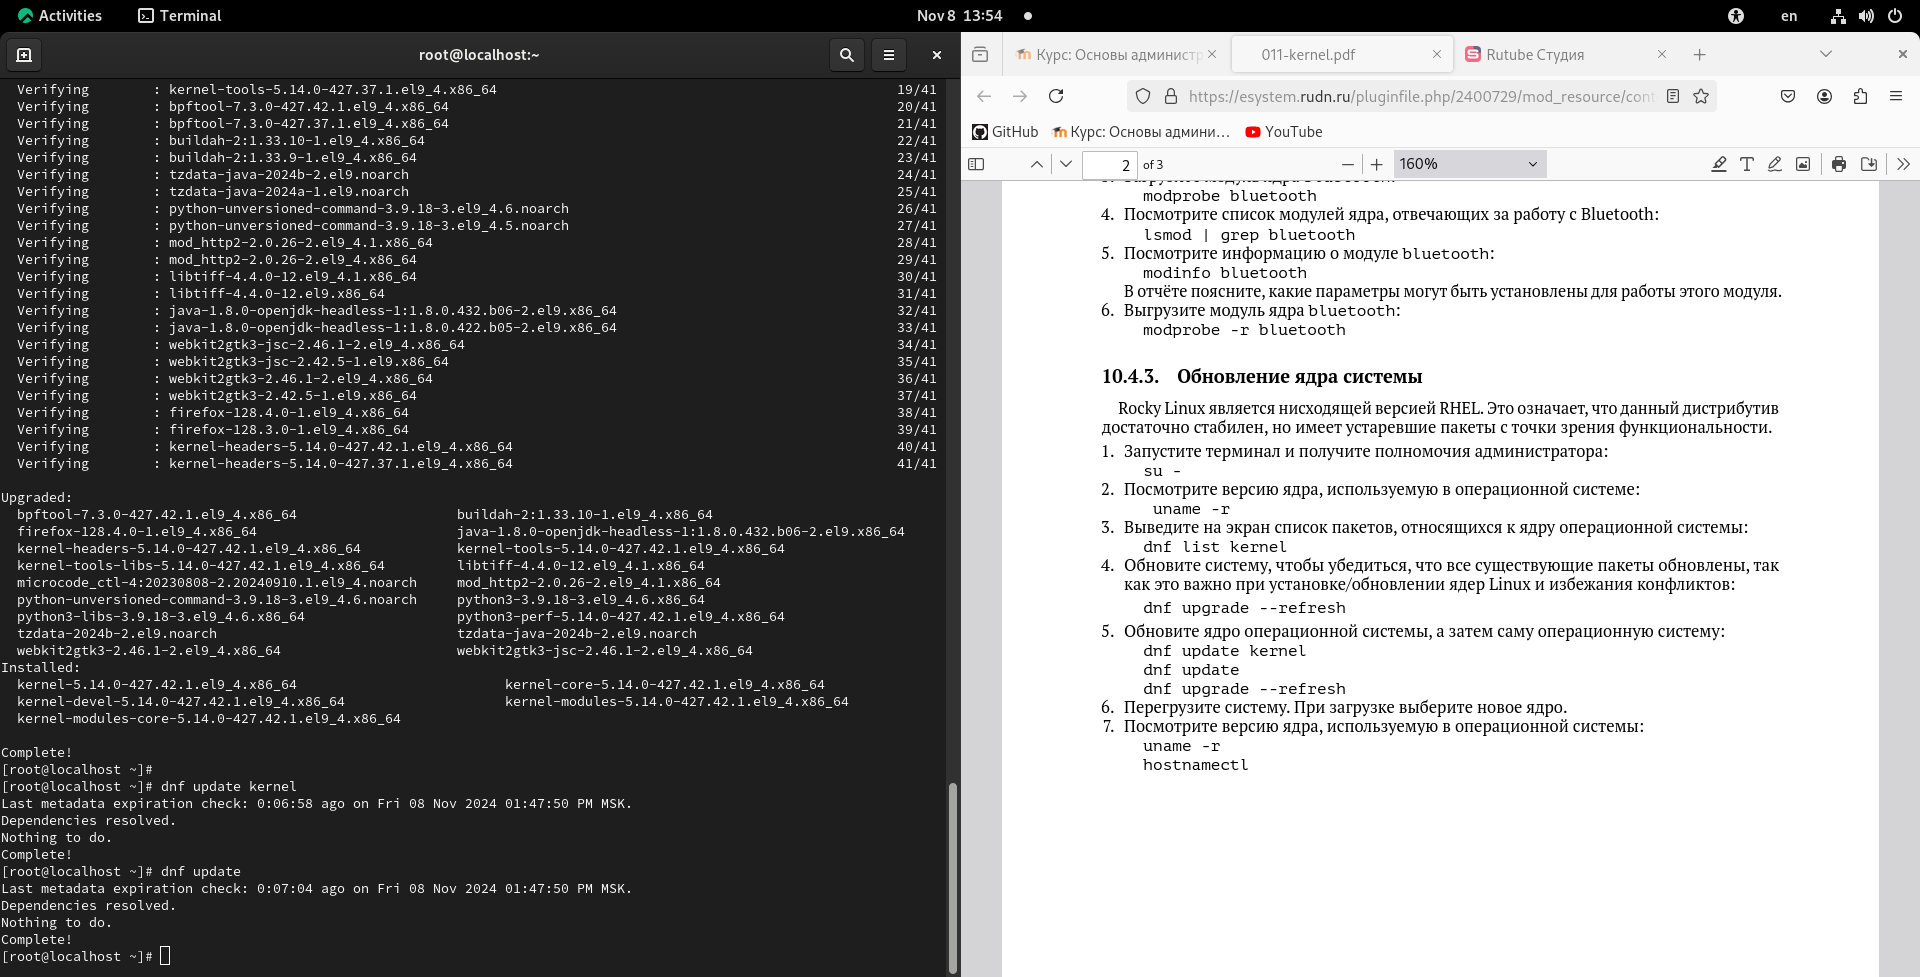 Activities
Terminal
Nov 8 13:54
en
root@localhost:~
Verifying : kernel-tools-5.14.0-427.37.1.el9_4.x86_64 19/41
Verifying : bpftool-7.3.0-427.42.1.el9_4.x86_64 20/41
Verifying : bpftool-7.3.0-427.37.1.el9_4.x86_64 21/41
Verifying : buildah-2:1.33.10-1.el9_4.x86_64 22/41
Verifying : buildah-2:1.33.9-1.el9_4.x86_64 23/41
Verifying : tzdata-java-2024b-2.el9.noarch 24/41
Verifying : tzdata-java-2024a-1.el9.noarch 25/41
Verifying : python-unversioned-command-3.9.18-3.el9_4.6.noarch 26/41
Verifying : python-unversioned-command-3.9.18-3.el9_4.5.noarch 27/41
Verifying : mod_http2-2.0.26-2.el9_4.1.x86_64 28/41
Verifying : mod_http2-2.0.26-2.el9_4.x86_64 29/41
Verifying : libtiff-4.4.0-12.el9_4.1.x86_64 30/41
Verifying : libtiff-4.4.0-12.el9.x86_64 31/41
Verifying : java-1.8.0-openjdk-headless-1:1.8.0.432.b06-2.el9.x86_64 32/41
Verifying : java-1.8.0-openjdk-headless-1:1.8.0.422.b05-2.el9.x86_64 33/41
Verifying : webkit2gtk3-jsc-2.46.1-2.el9_4.x86_64 34/41
Verifying : webkit2gtk3-jsc-2.42.5-1.el9.x86_64 35/41
Verifying : webkit2gtk3-2.46.1-2.el9_4.x86_64 36/41
Verifying : webkit2gtk3-2.42.5-1.el9.x86_64 37/41
Verifying : firefox-128.4.0-1.el9_4.x86_64 38/41
Verifying : firefox-128.3.0-1.el9_4.x86_64 39/41
Verifying : kernel-headers-5.14.0-427.42.1.el9_4.x86_64 40/41
Verifying : kernel-headers-5.14.0-427.37.1.el9_4.x86_64 41/41
Upgraded:
bpftool-7.3.0-427.42.1.el9_4.x86_64 buildah-2:1.33.10-1.el9_4.x86_64
firefox-128.4.0-1.el9_4.x86_64 java-1.8.0-openjdk-headless-1:1.8.0.432.b06-2.el9.x86_64
kernel-headers-5.14.0-427.42.1.el9_4.x86_64 kernel-tools-5.14.0-427.42.1.el9_4.x86_64
kernel-tools-libs-5.14.0-427.42.1.el9_4.x86_64 libtiff-4.4.0-12.el9_4.1.x86_64
microcode_ctl-4:20230808-2.20240910.1.el9_4.noarch mod_http2-2.0.26-2.el9_4.1.x86_64
python-unversioned-command-3.9.18-3.el9_4.6.noarch python3-3.9.18-3.el9_4.6.x86_64
python3-libs-3.9.18-3.el9_4.6.x86_64 python3-perf-5.14.0-427.42.1.el9_4.x86_64
tzdata-2024b-2.el9.noarch tzdata-java-2024b-2.el9.noarch
webkit2gtk3-2.46.1-2.el9_4.x86_64 webkit2gtk3-jsc-2.46.1-2.el9_4.x86_64
Installed:
kernel-5.14.0-427.42.1.el9_4.x86_64 kernel-core-5.14.0-427.42.1.el9_4.x86_64
kernel-devel-5.14.0-427.42.1.el9_4.x86_64 kernel-modules-5.14.0-427.42.1.el9_4.x86_64
kernel-modules-core-5.14.0-427.42.1.el9_4.x86_64
Complete!
[root@localhost ~]#
[root@localhost ~]# dnf update kernel
Last metadata expiration check: 0:06:58 ago on Fri 08 Nov 2024 01:47:50 PM MSK.
Dependencies resolved.
Nothing to do.
Complete!
[root@localhost ~]# dnf update
Last metadata expiration check: 0:07:04 ago on Fri 08 Nov 2024 01:47:50 PM MSK.
Dependencies resolved.
Nothing to do.
Complete!
[root@localhost ~]#
Курс: Основы администр
011-kernel.pdf
Rutube Студия
https://esystem.rudn.ru/pluginfile.php/2400729/mod_resource/cont
GitHub
Курс: Основы админи…
YouTube
2 of 3
160%
modprobe bluetooth
4. Посмотрите список модулей ядра, отвечающих за работу с Bluetooth:
lsmod | grep bluetooth
5. Посмотрите информацию о модуле bluetooth:
modinfo bluetooth
В отчёте поясните, какие параметры могут быть установлены для работы этого модуля.
6. Выгрузите модуль ядра bluetooth:
modprobe -r bluetooth
10.4.3. Обновление ядра системы
Rocky Linux является нисходящей версией RHEL. Это означает, что данный дистрибутив
достаточно стабилен, но имеет устаревшие пакеты с точки зрения функциональности.
1. Запустите терминал и получите полномочия администратора:
su -
2. Посмотрите версию ядра, используемую в операционной системе:
uname -r
3. Выведите на экран список пакетов, относящихся к ядру операционной системы:
dnf list kernel
4. Обновите систему, чтобы убедиться, что все существующие пакеты обновлены, так
как это важно при установке/обновлении ядер Linux и избежания конфликтов:
dnf upgrade --refresh
5. Обновите ядро операционной системы, а затем саму операционную систему:
dnf update kernel
dnf update
dnf upgrade --refresh
6. Перегрузите систему. При загрузке выберите новое ядро.
7. Посмотрите версию ядра, используемую в операционной системы:
uname -r
hostnamectl